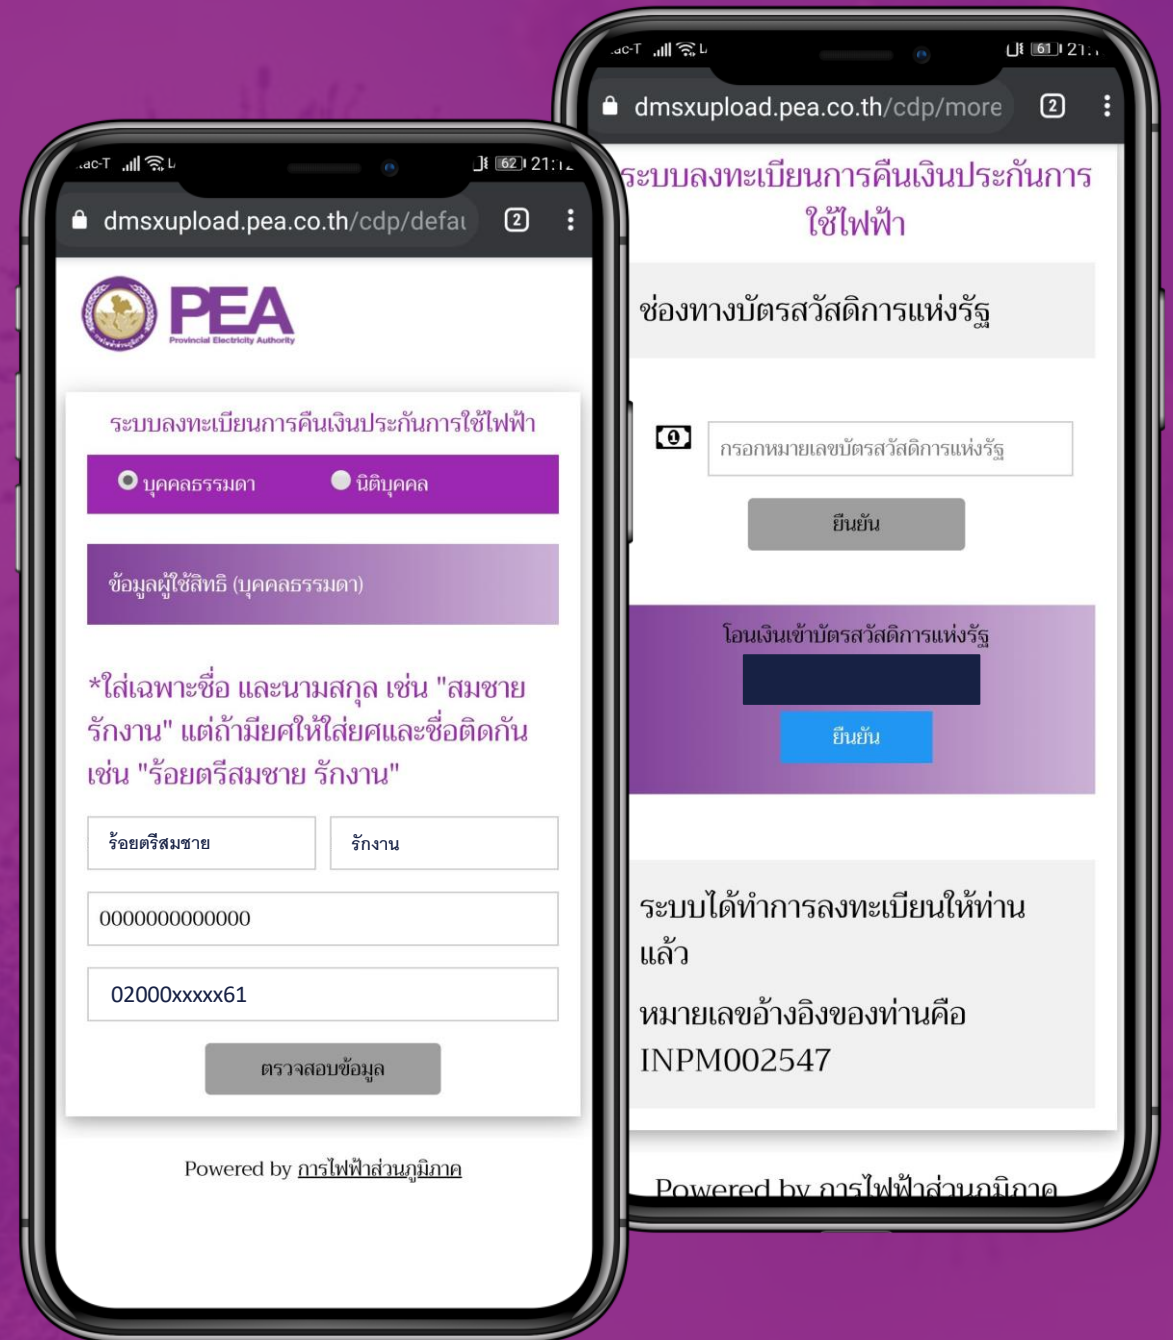 62
dmsxupload.pea.co.th/cdp/defau
2
PEA
Provincial Electricity Authority
ระบบลงทะเบียนการคืนเงินประกันการใช้ไฟฟ้า
บุคคลธรรมดา นิติบุคคล
ข้อมูลผู้ใช้สิทธิ (บุคคลธรรมดา)
*ใส่เฉพาะชื่อ และนามสกุล เช่น "สมชาย
รักงาน" แต่ถ้ามียศให้ใส่ยศและชื่อติดกัน
เช่น "ร้อยตรีสมชาย รักงาน"
ร้อยตรีสมชาย รักงาน
0000000000000
02000xxxxx61
ตรวจสอบข้อมูล
Powered by การไฟฟ้าส่วนภูมิภาค
61
dmsxupload.pea.co.th/cdp/more
2
ระบบลงทะเบียนการคืนเงินประกันการ
ใช้ไฟฟ้า
ช่องทางบัตรสวัสดิการแห่งรัฐ
กรอกหมายเลขบัตรสวัสดิการแห่งรัฐ
ยืนยัน
โอนเงินเข้าบัตรสวัสดิการแห่งรัฐ
ยืนยัน
ระบบได้ทำการลงทะเบียนให้ท่าน
แล้ว
หมายเลขอ้างอิงของท่านคือ
INPM002547
Powered by การไฟฟ้าส่วนภูมิภาค